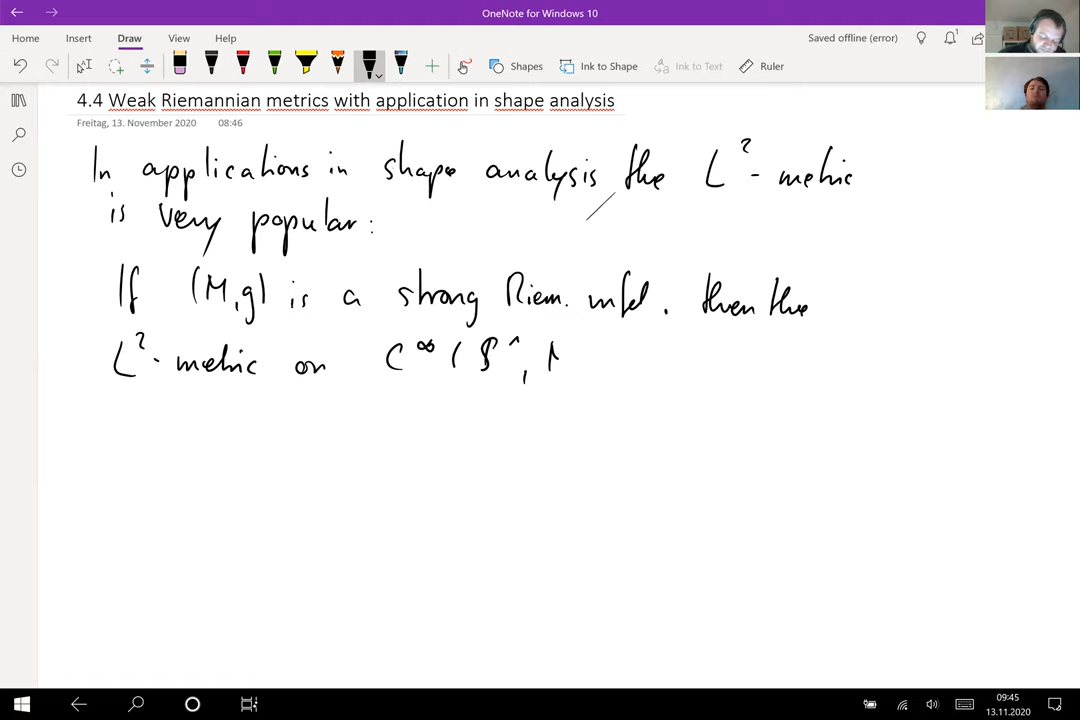 OneNote for Windows 10
Home Insert Draw View Help
Saved offline (error)
Shapes Ink to Shape Ink to Text Ruler
4.4 Weak Riemannian metrics with application in shape analysis
Freitag, 13. November 2020 08:46
In applications in shape analysis the L²-metric
is very popular:
If (M,g) is a strong Riem. mfd. then the
L²-metric on C^∞(S¹, M
09:45
13.11.2020